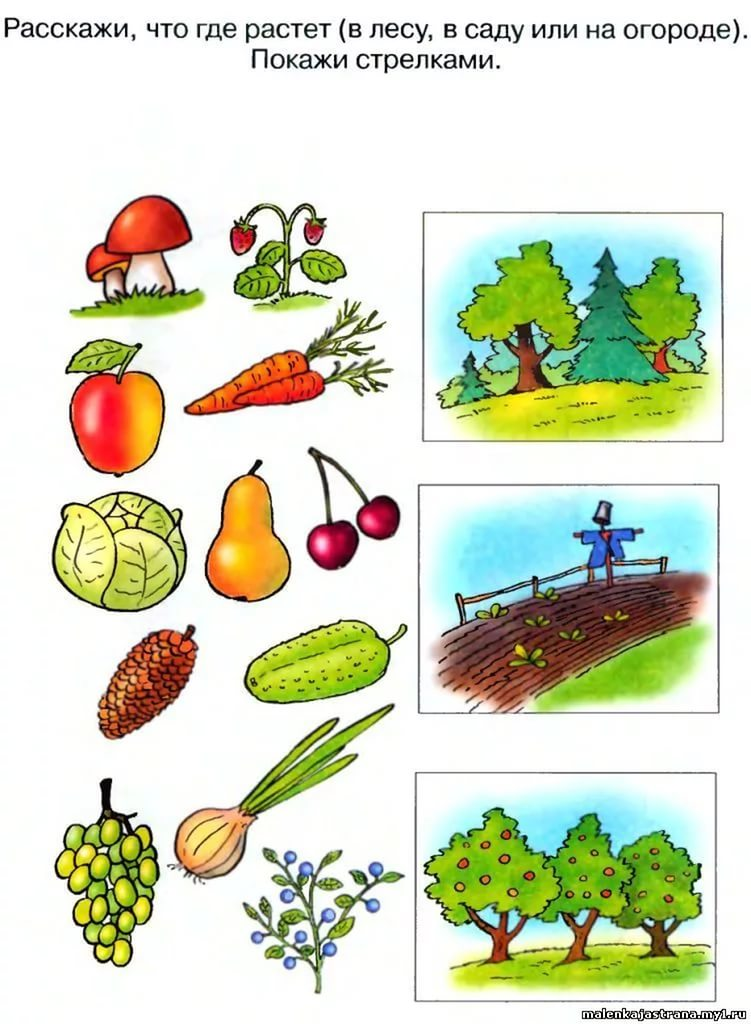 Расскажи, что где растет (в лесу, в саду или на огороде).
Покажи стрелками.
malenkajastrana.my1.ru